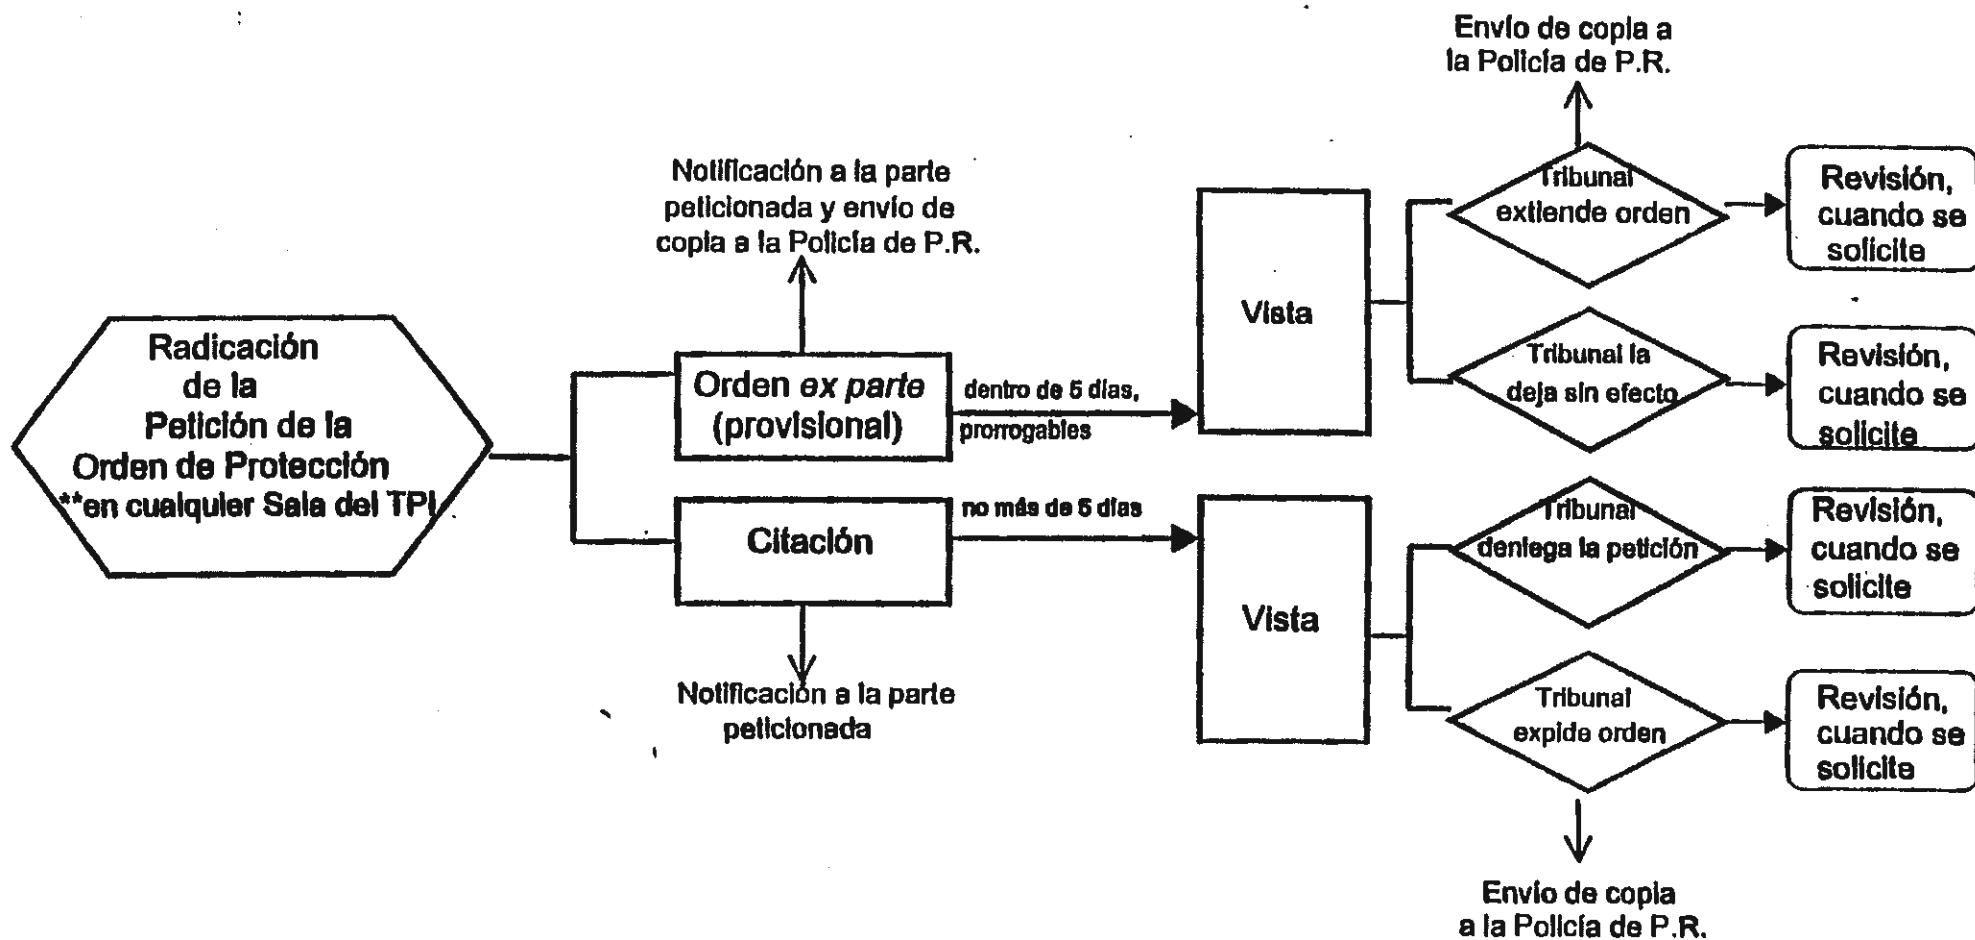 Radicación
de la
Petición de la
Orden de Protección
**en cualquier Sala del TPI
Notificación a la parte
peticionada y envío de
copia a la Policía de P.R.
Orden ex parte
(provisional)
dentro de 5 días,
prorrogables
Citación
no más de 5 días
Notificación a la parte
peticionada
Vista
Envío de copia a
la Policía de P.R.
Tribunal
extiende orden
Revisión,
cuando se
solicite
Tribunal la
deja sin efecto
Revisión,
cuando se
solicite
Vista
Tribunal
deniega la petición
Revisión,
cuando se
solicite
Tribunal
expide orden
Revisión,
cuando se
solicite
Envío de copia
a la Policía de P.R.